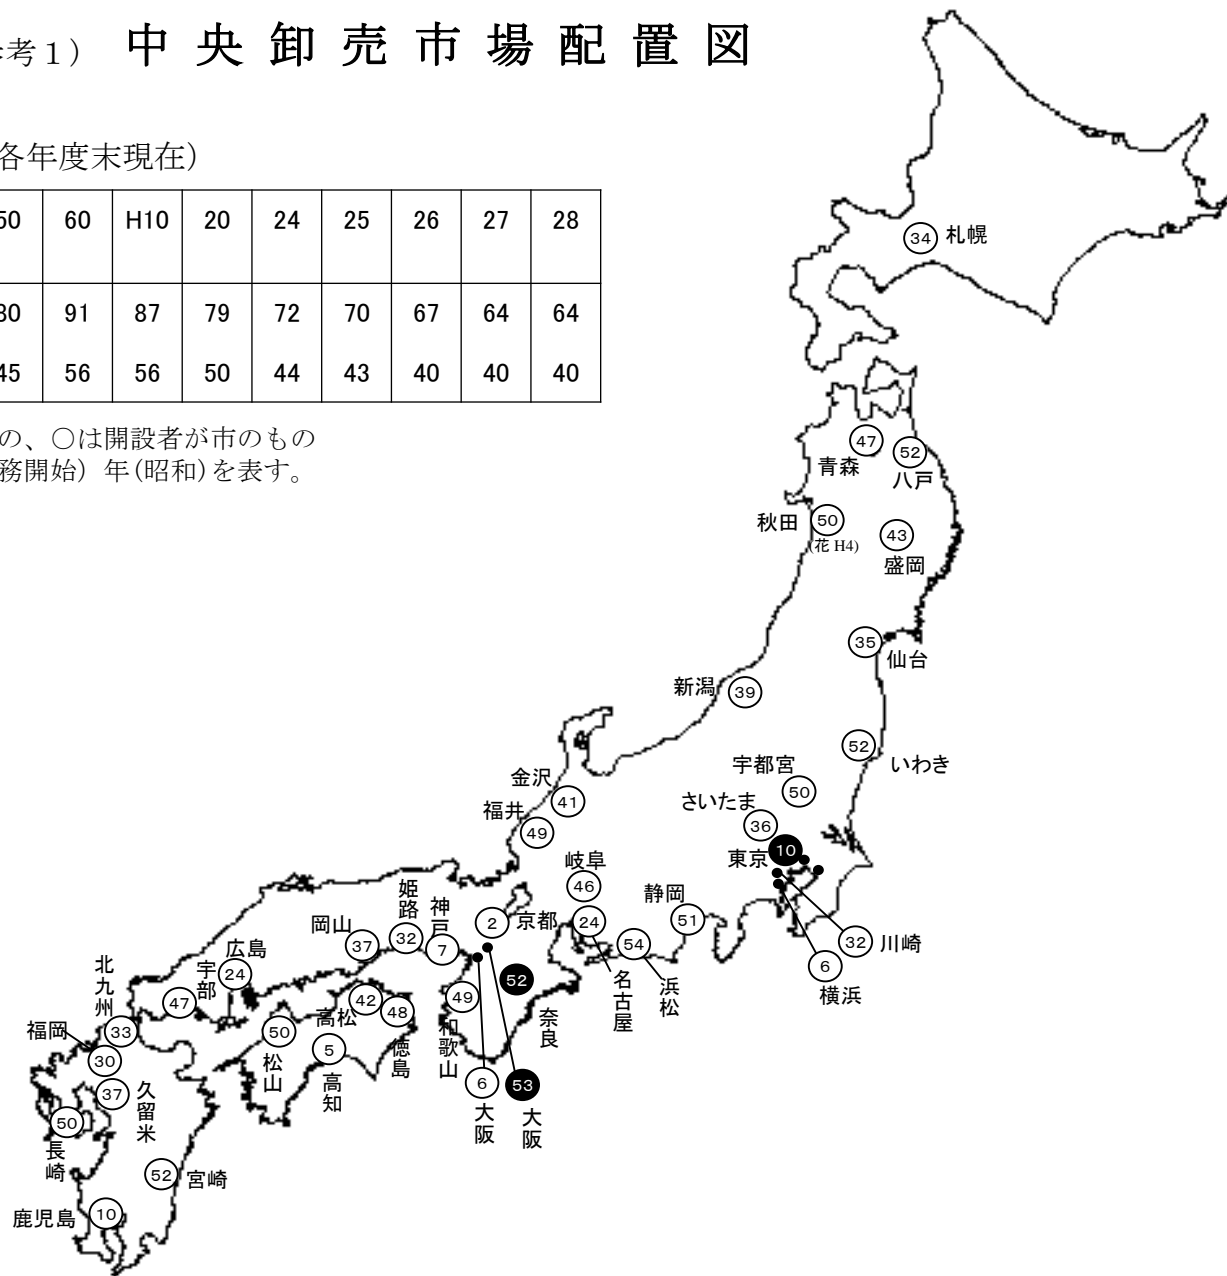 考１） 中央卸売市場配置図
各年度末現在）
50 60 H10 20 24 25 26 27 28
80 91 87 79 72 70 67 64 64
45 56 56 50 44 43 40 40 40
の、○は開設者が市のもの
務開始）年(昭和)を表す。
34 札幌
47 青森
52 八戸
秋田 50
(花 H4)
43 盛岡
35 仙台
新潟 39
52 いわき
宇都宮 50
金沢 41
さいたま 36
福井 49
東京 10
岐阜 46
静岡 51
姫路 32
神戸 7
2 京都
岡山 37
24 名古屋
54 浜松
32 川崎
6 横浜
広島 24
52 奈良
北九州 33
宇部 47
高松 42
48 徳島
49 和歌山
福岡 30
50 松山
5 高知
6 大阪
53 大阪
37 久留米
50 長崎
52 宮崎
鹿児島 10